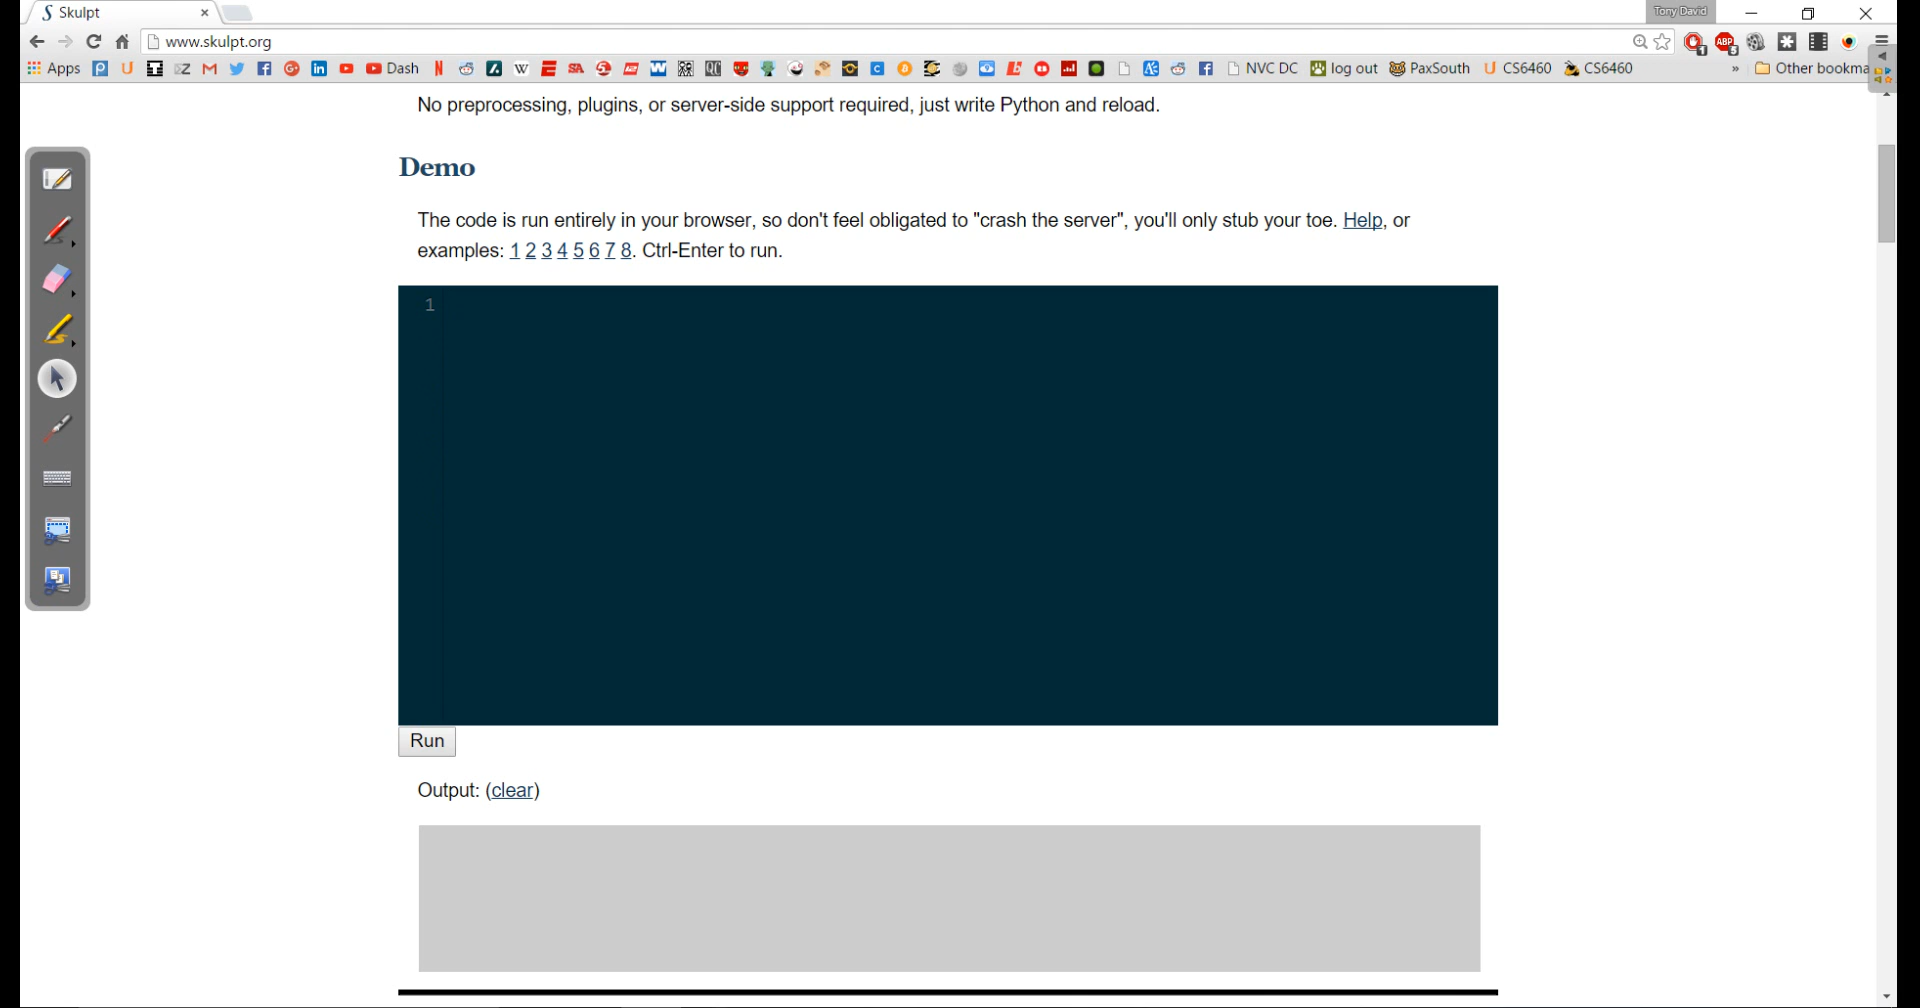 Skulpt
Tony David
www.skulpt.org
Apps
Dash
NVC DC
log out
PaxSouth
CS6460
CS6460
»
Other bookma
No preprocessing, plugins, or server-side support required, just write Python and reload.
Demo
The code is run entirely in your browser, so don't feel obligated to "crash the server", you'll only stub your toe. Help, or
examples: 1 2 3 4 5 6 7 8. Ctrl-Enter to run.
1
Run
Output: (clear)